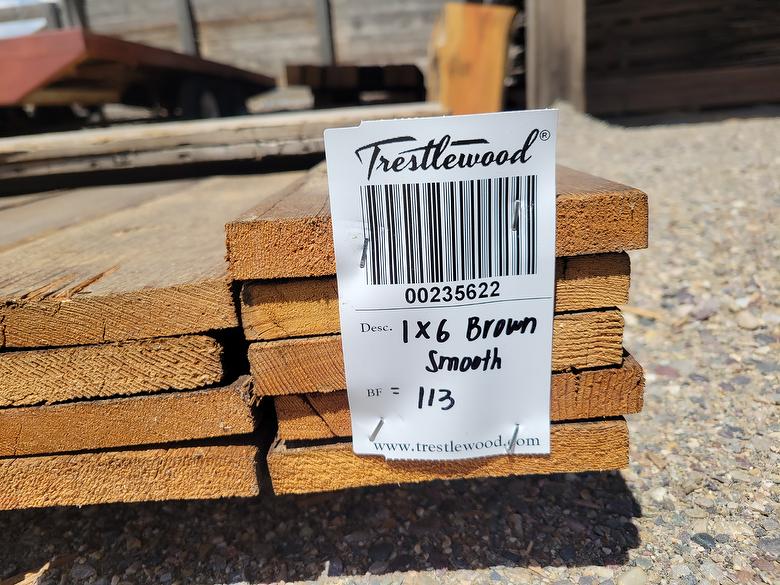 Trestlewood®
00235622
Desc. 1x6 Brown
Smooth
BF = 113
www.trestlewood.com